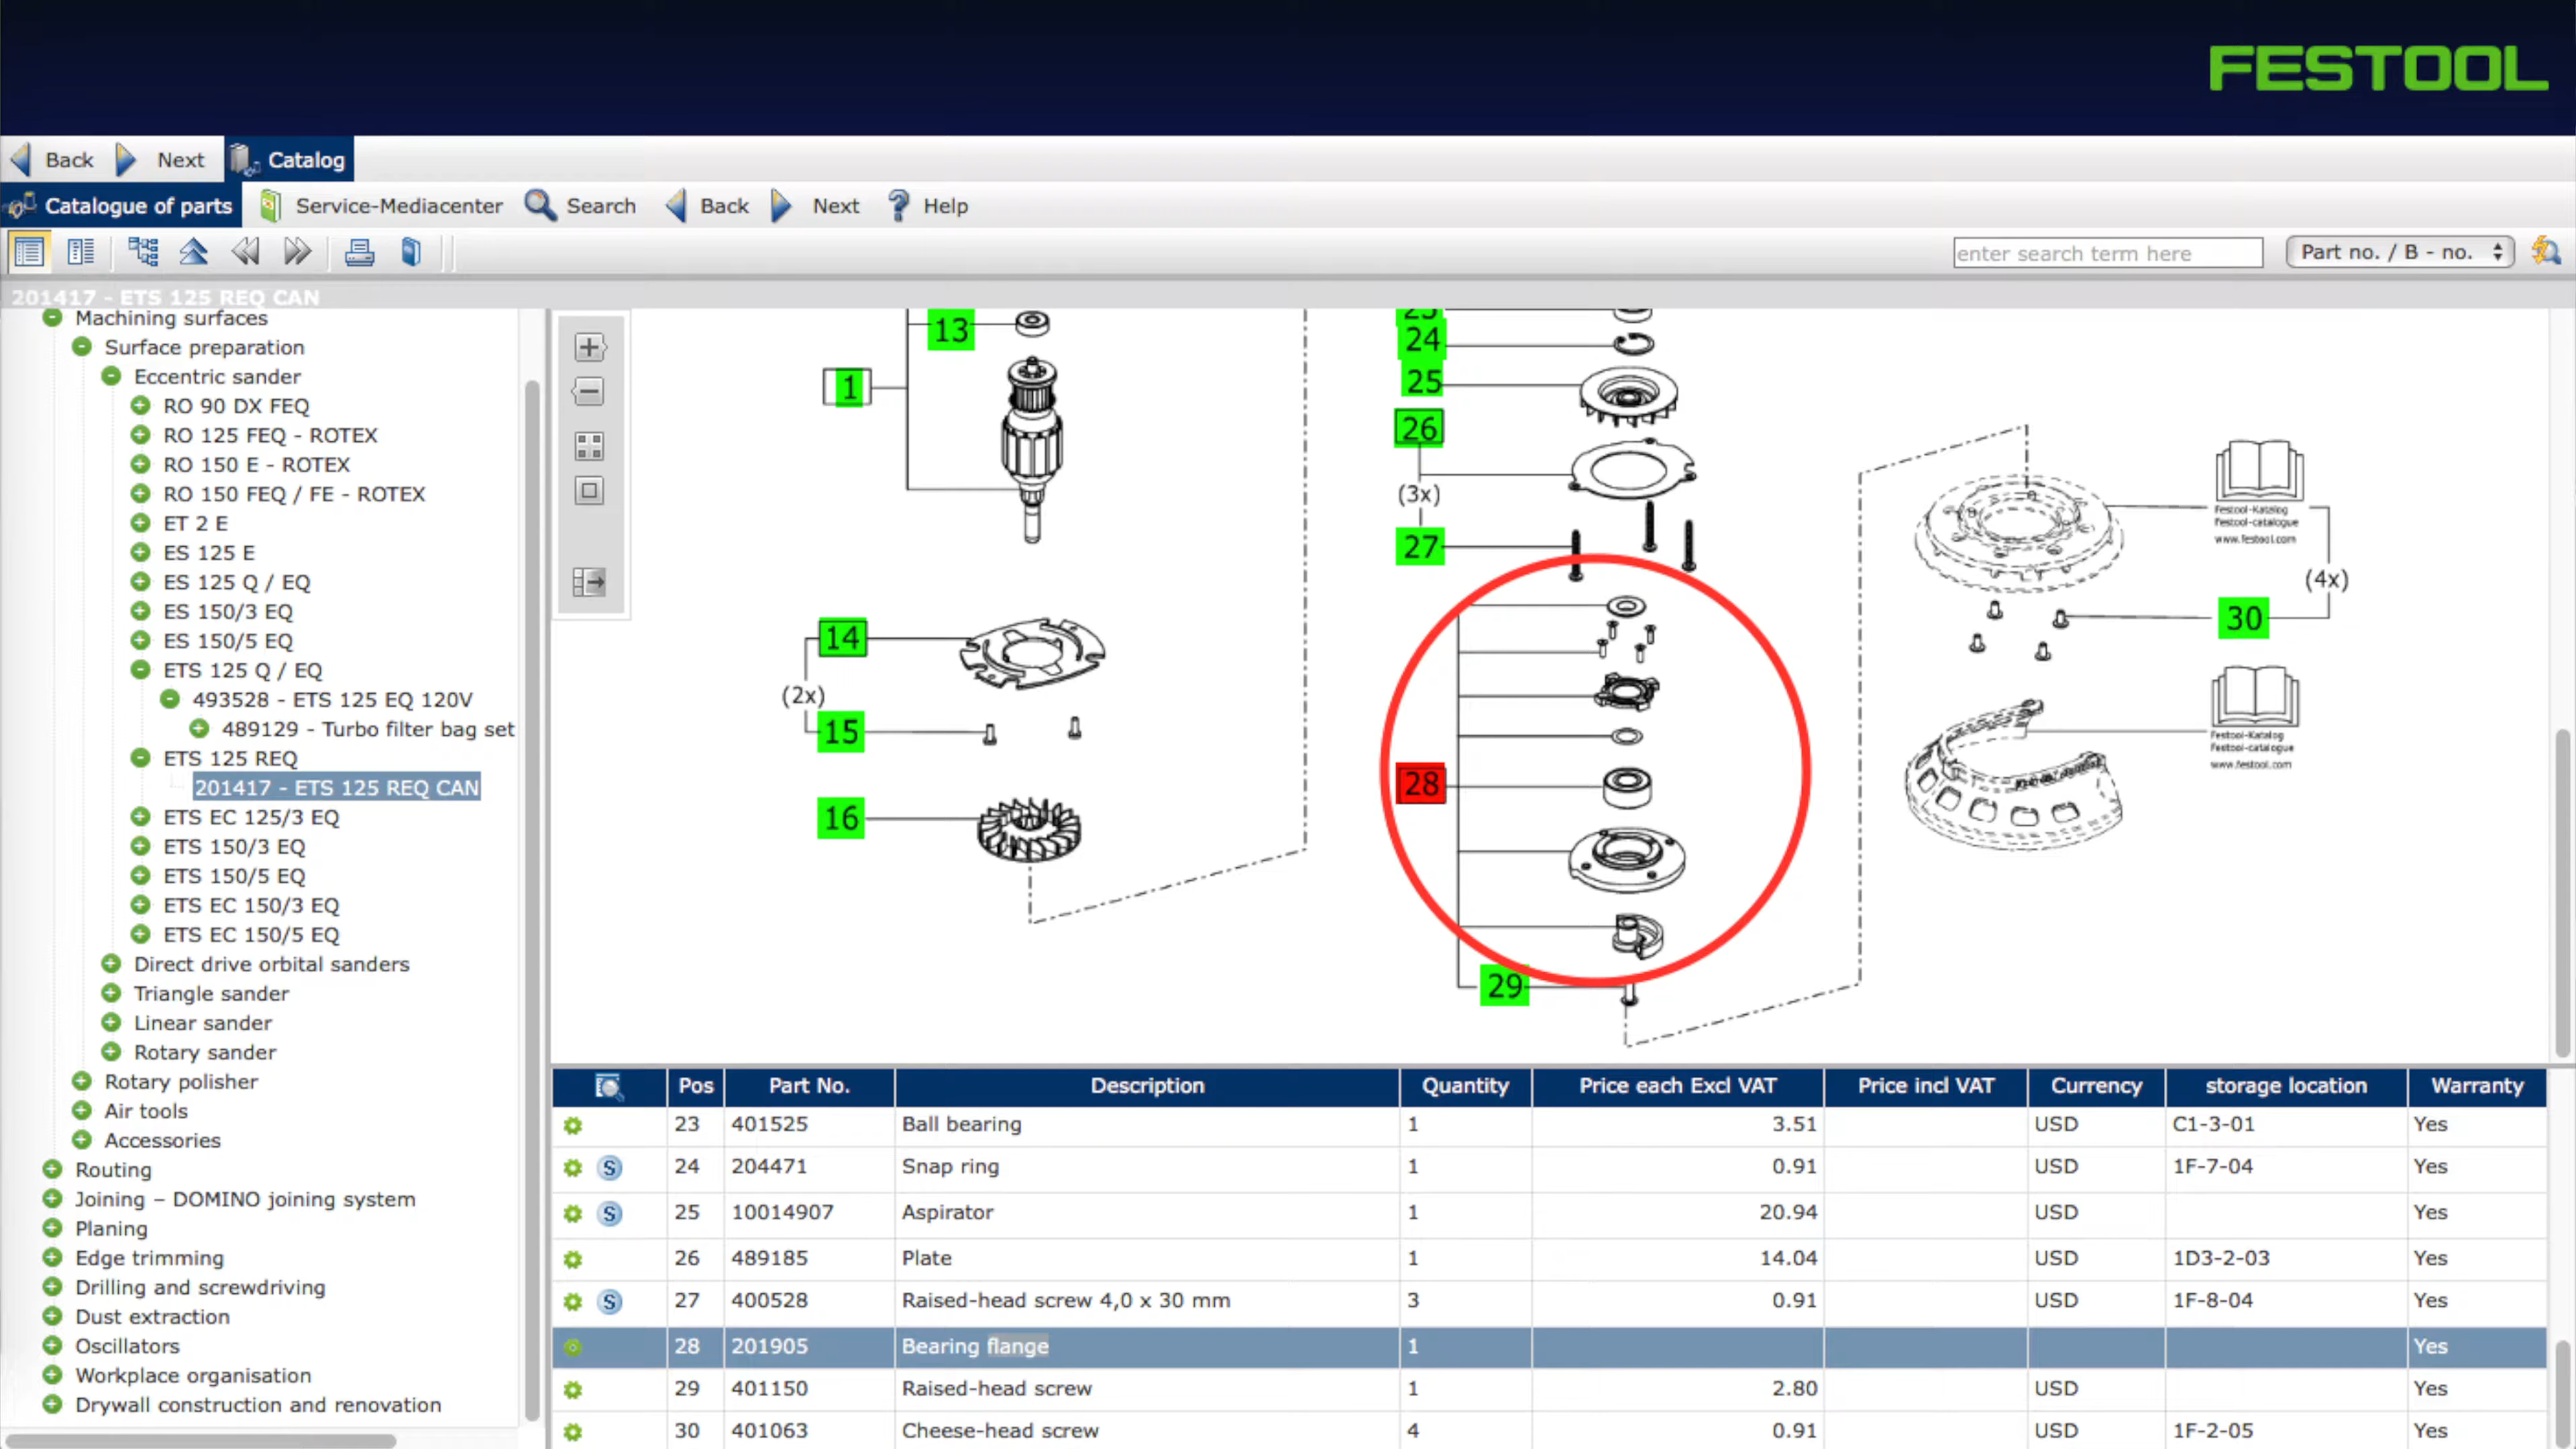 FESTOOL
Back Next Catalog
Catalogue of parts Service-Mediacenter Search Back Next Help
enter search term here Part no. / B - no.
201417 - ETS 125 REQ CAN
Machining surfaces
Surface preparation
Eccentric sander
RO 90 DX FEQ
RO 125 FEQ - ROTEX
RO 150 E - ROTEX
RO 150 FEQ / FE - ROTEX
ET 2 E
ES 125 E
ES 125 Q / EQ
ES 150/3 EQ
ES 150/5 EQ
ETS 125 Q / EQ
493528 - ETS 125 EQ 120V
489129 - Turbo filter bag set
ETS 125 REQ
201417 - ETS 125 REQ CAN
ETS EC 125/3 EQ
ETS 150/3 EQ
ETS 150/5 EQ
ETS EC 150/3 EQ
ETS EC 150/5 EQ
Direct drive orbital sanders
Triangle sander
Linear sander
Rotary sander
Rotary polisher
Air tools
Accessories
Routing
Joining – DOMINO joining system
Planing
Edge trimming
Drilling and screwdriving
Dust extraction
Oscillators
Workplace organisation
Drywall construction and renovation
13
1
14
(2x)
15
16
23
24
25
26
(3x)
27
28
29
Festool-Katalog
Festool-catalogue
www.festool.com
(4x)
30
Festool-Katalog
Festool-catalogue
www.festool.com
Pos Part No. Description Quantity Price each Excl VAT Price incl VAT Currency storage location Warranty
23 401525 Ball bearing 1 3.51 USD C1-3-01 Yes
S 24 204471 Snap ring 1 0.91 USD 1F-7-04 Yes
S 25 10014907 Aspirator 1 20.94 USD Yes
26 489185 Plate 1 14.04 USD 1D3-2-03 Yes
S 27 400528 Raised-head screw 4,0 x 30 mm 3 0.91 USD 1F-8-04 Yes
28 201905 Bearing flange 1 Yes
29 401150 Raised-head screw 1 2.80 USD Yes
30 401063 Cheese-head screw 4 0.91 USD 1F-2-05 Yes